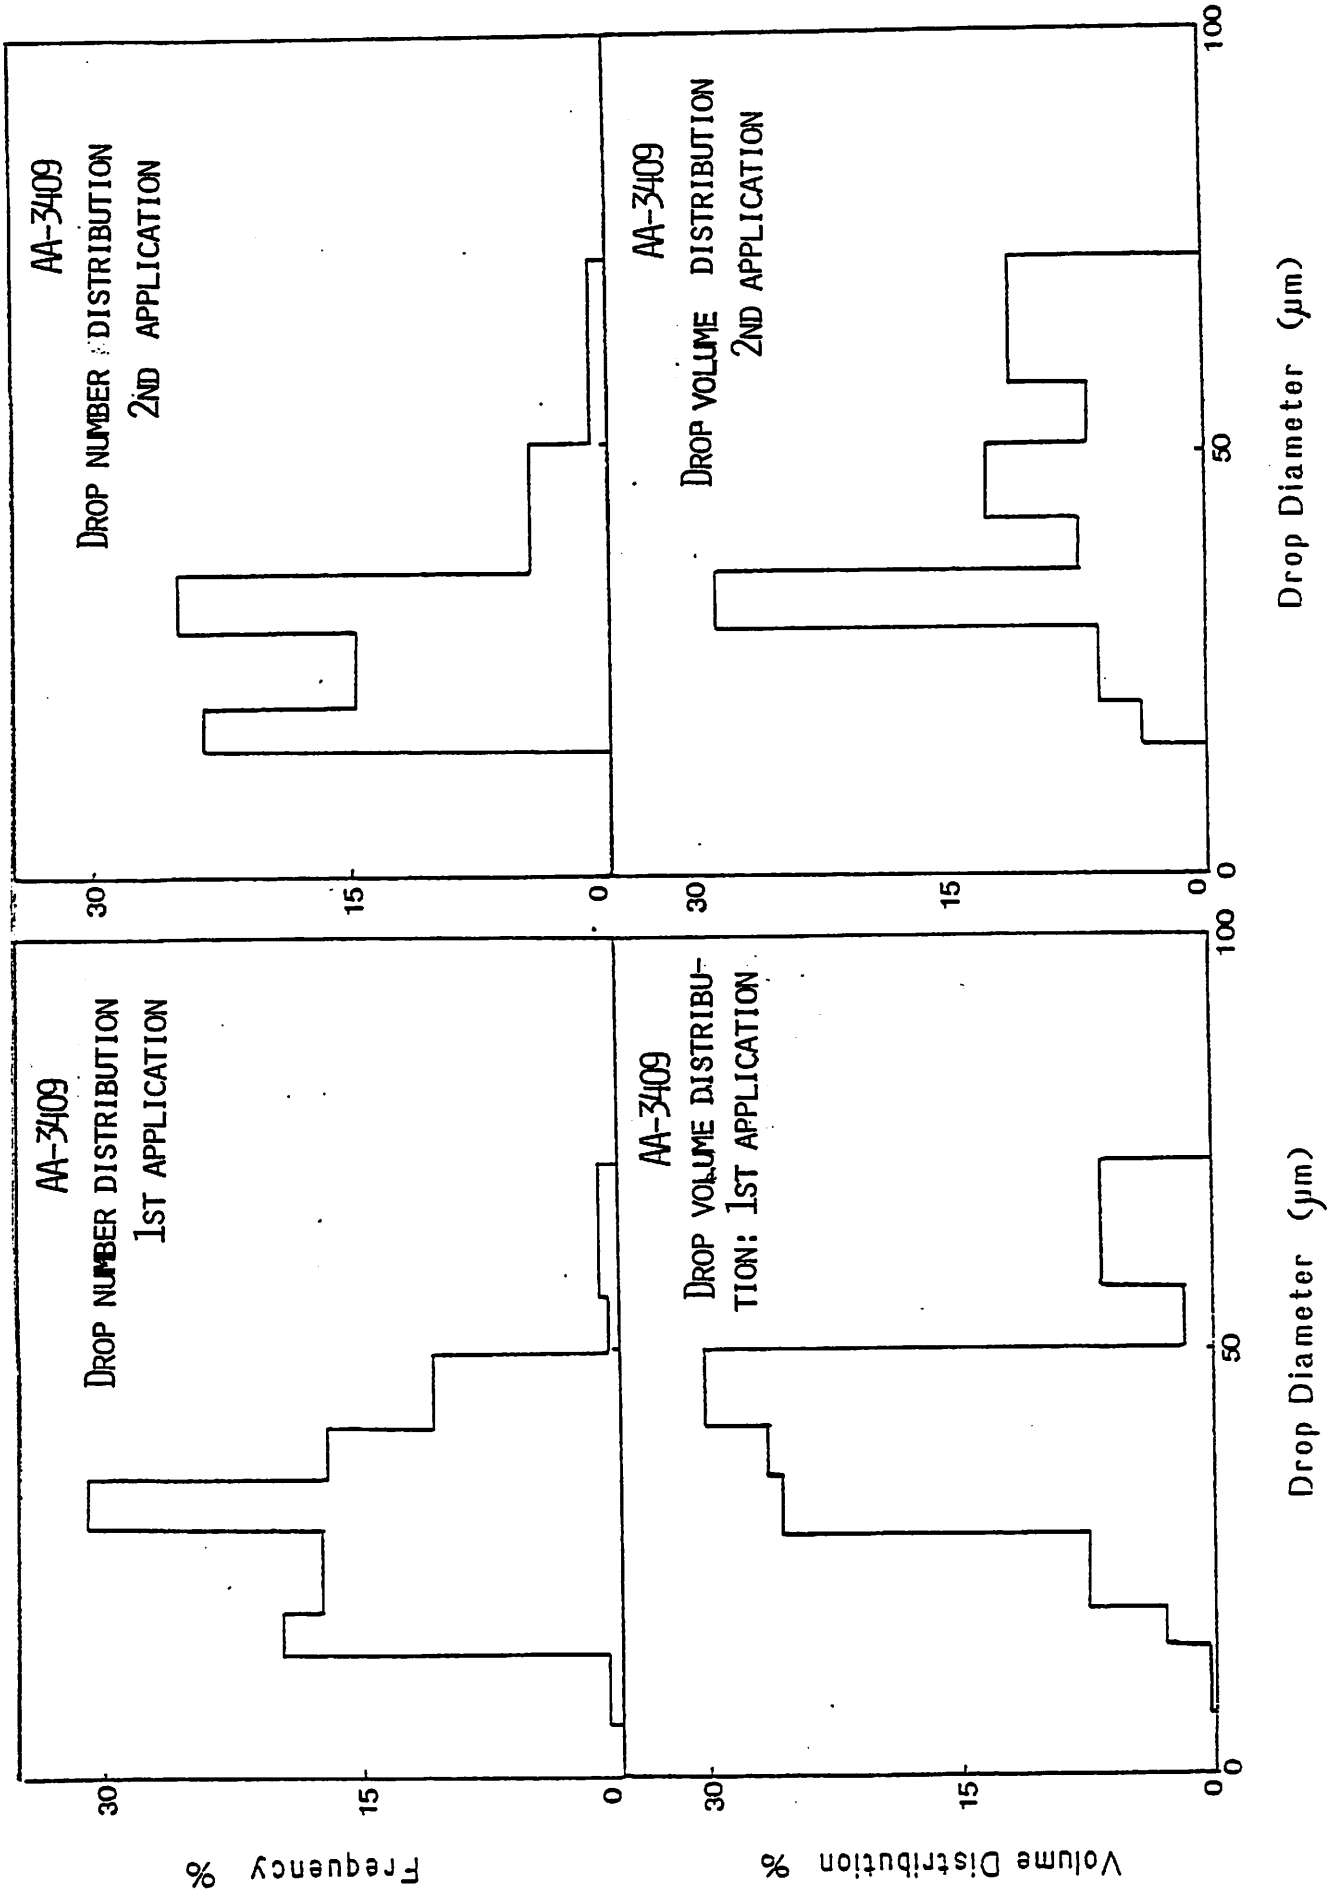 AA-3409
DROP NUMBER DISTRIBUTION
1ST APPLICATION
30
15
0
Frequency %
AA-3409
DROP NUMBER DISTRIBUTION
2ND APPLICATION
30
15
0
AA-3409
DROP VOLUME DISTRIBU-
TION: 1ST APPLICATION
30
15
0
Volume Distribution %
0
50
100
Drop Diameter (µm)
AA-3409
DROP VOLUME DISTRIBUTION
2ND APPLICATION
30
15
0
0
50
100
Drop Diameter (µm)